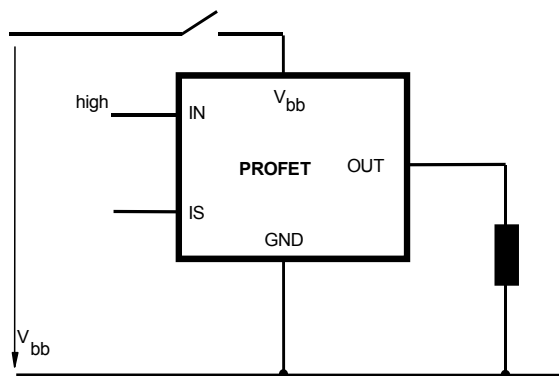 V bb
high
IN
PROFET
OUT
IS
GND
V bb